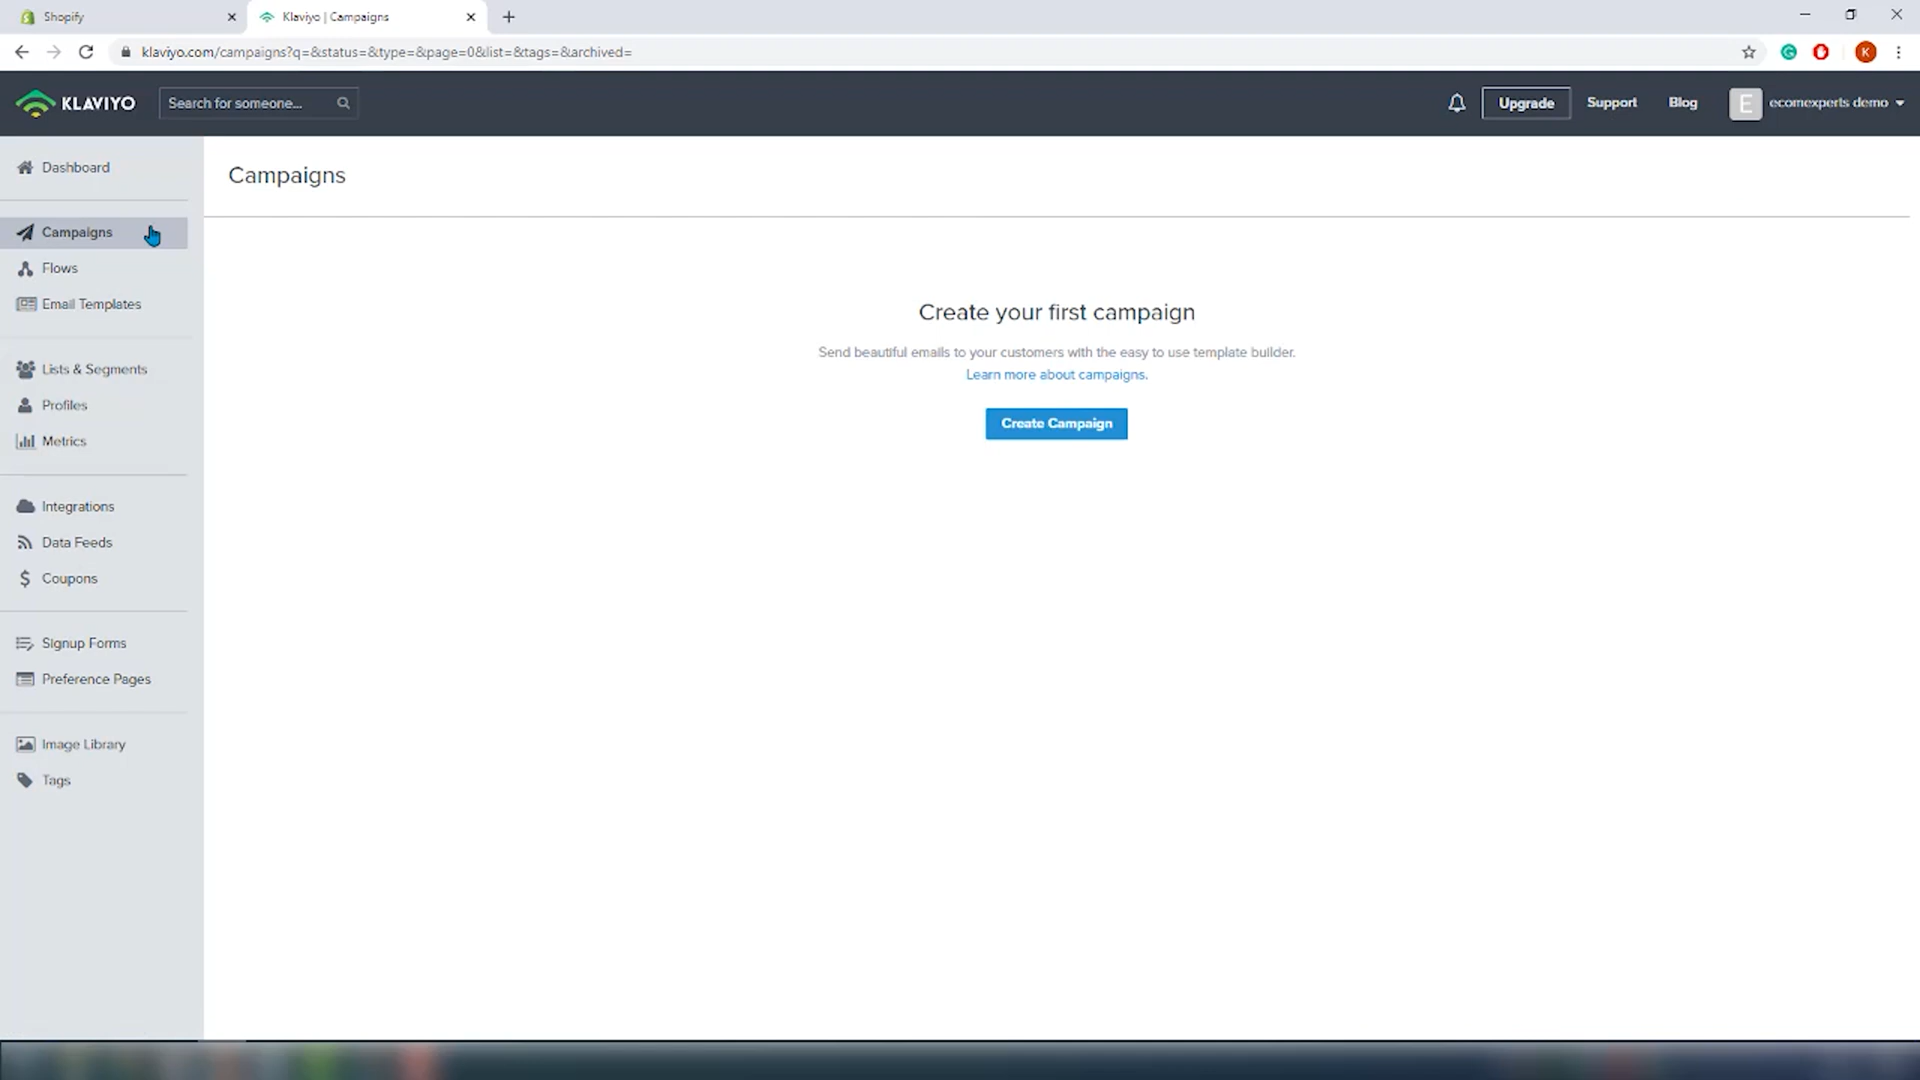 Shopify
Klaviyo | Campaigns
klaviyo.com/campaigns?q=&status=&type=&page=0&list=&tags=&archived=
K
KLAVIYO
Search for someone...
Upgrade
Support
Blog
E
ecomexperts demo
Dashboard
Campaigns
Flows
Email Templates
Lists & Segments
Profiles
Metrics
Integrations
Data Feeds
Coupons
Signup Forms
Preference Pages
Image Library
Tags
Campaigns
Create your first campaign
Send beautiful emails to your customers with the easy to use template builder.
Learn more about campaigns.
Create Campaign